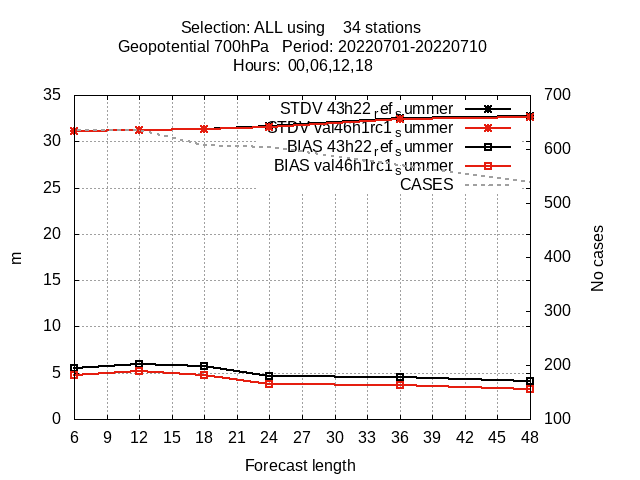 Selection: ALL using    34 stations
Geopotential 700hPa   Period: 20220701-20220710
Hours:  00,06,12,18
35 700
STDV 43h22_ref_summer
STDV val46h1rc1_summer
30 600
BIAS 43h22_ref_summer
BIAS val46h1rc1_summer
CASES
25 500
20 400
m No cases
15 300
10
5 200
0 100
6 9 12 15 18 21 24 27 30 33 36 39 42 45 48
Forecast length